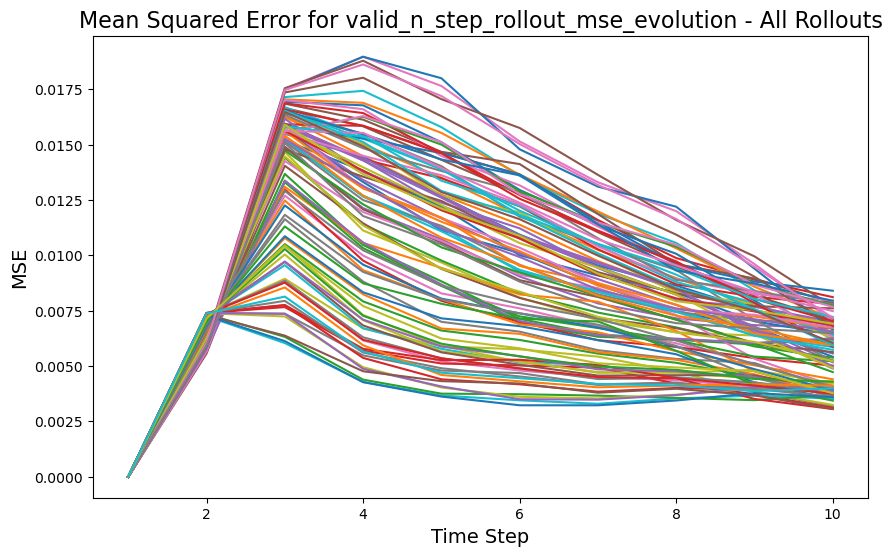 Mean Squared Error for valid_n_step_rollout_mse_evolution - All Rollouts
MSE
0.0175
0.0150
0.0125
0.0100
0.0075
0.0050
0.0025
0.0000
2 4 6 8 10
Time Step